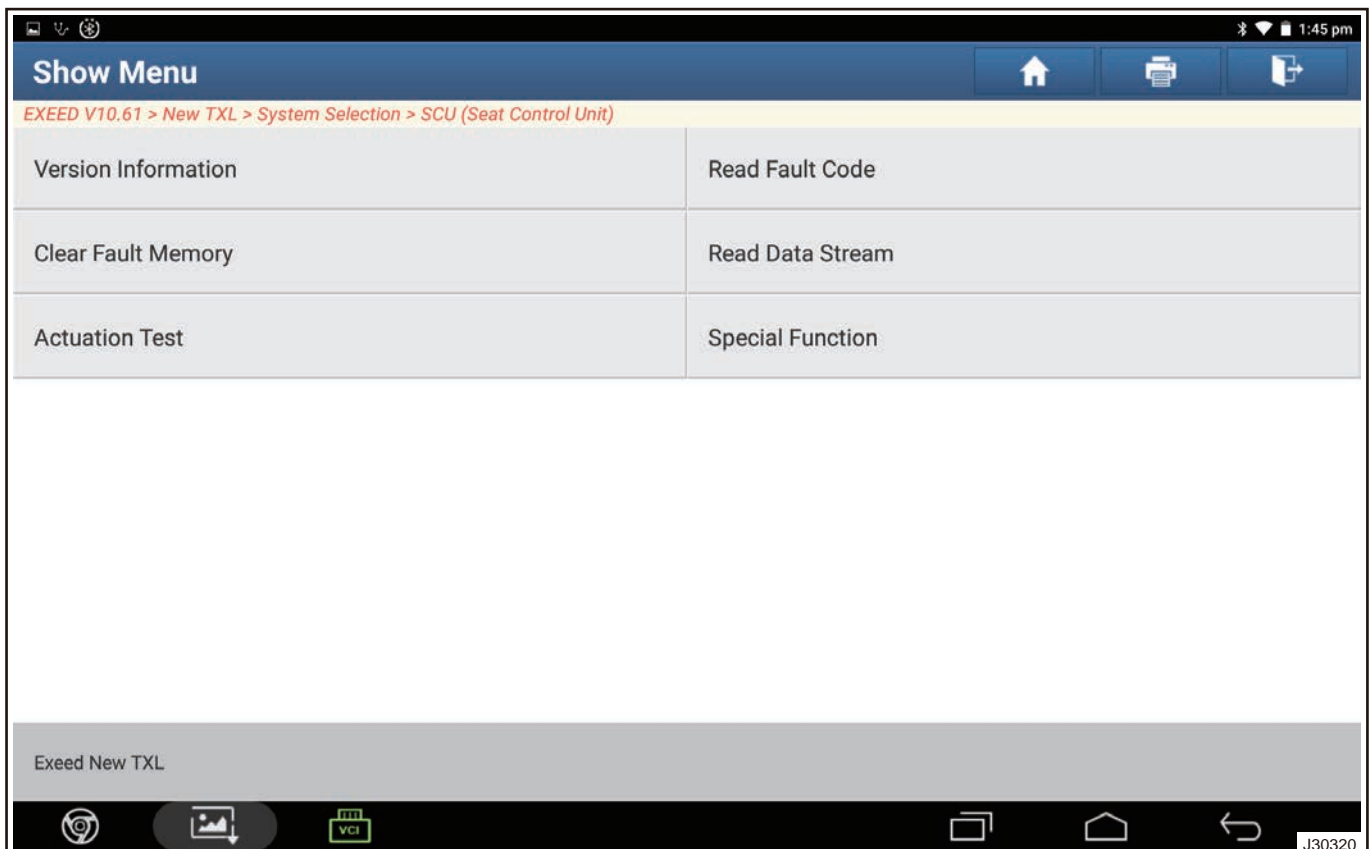 1:45 pm
Show Menu
EXEED V10.61 > New TXL > System Selection > SCU (Seat Control Unit)
Version Information
Read Fault Code
Clear Fault Memory
Read Data Stream
Actuation Test
Special Function
Exeed New TXL
VCI
J30320